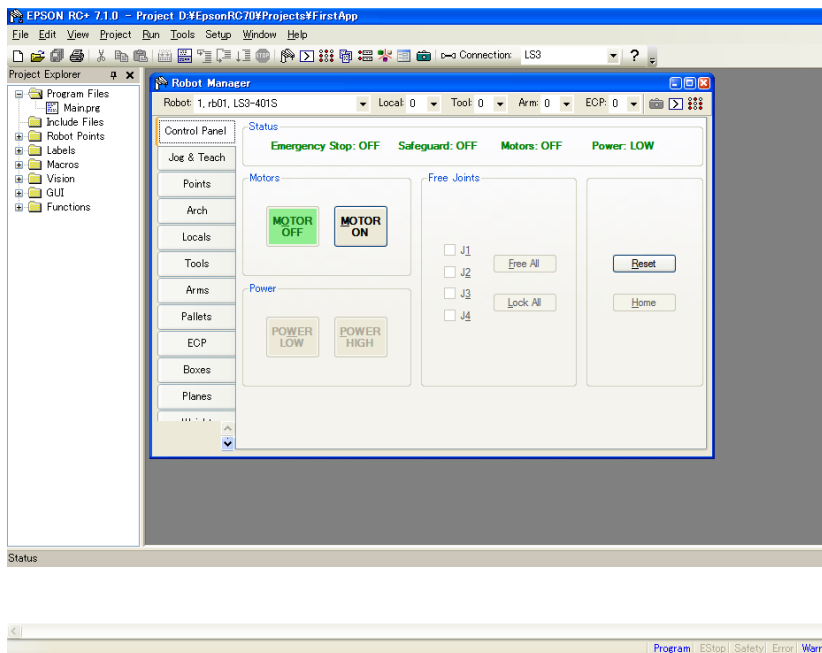 EPSON RC+ 7.1.0 - Project D:¥EpsonRC70¥Projects¥FirstApp
File Edit View Project Run Tools Setup Window Help
Connection: LS3 ?
Project Explorer
Program Files
Main.prg
Include Files
Robot Points
Labels
Macros
Vision
GUI
Functions
Robot Manager
Robot: 1, rb01, LS3-401S Local: 0 Tool: 0 Arm: 0 ECP: 0
Control Panel
Jog & Teach
Points
Arch
Locals
Tools
Arms
Pallets
ECP
Boxes
Planes
Status
Emergency Stop: OFF Safeguard: OFF Motors: OFF Power: LOW
Motors
MOTOR OFF
MOTOR ON
Power
POWER LOW
POWER HIGH
Free Joints
J1
J2
J3
J4
Free All
Lock All
Reset
Home
Status
Program EStop Safety Error Warr